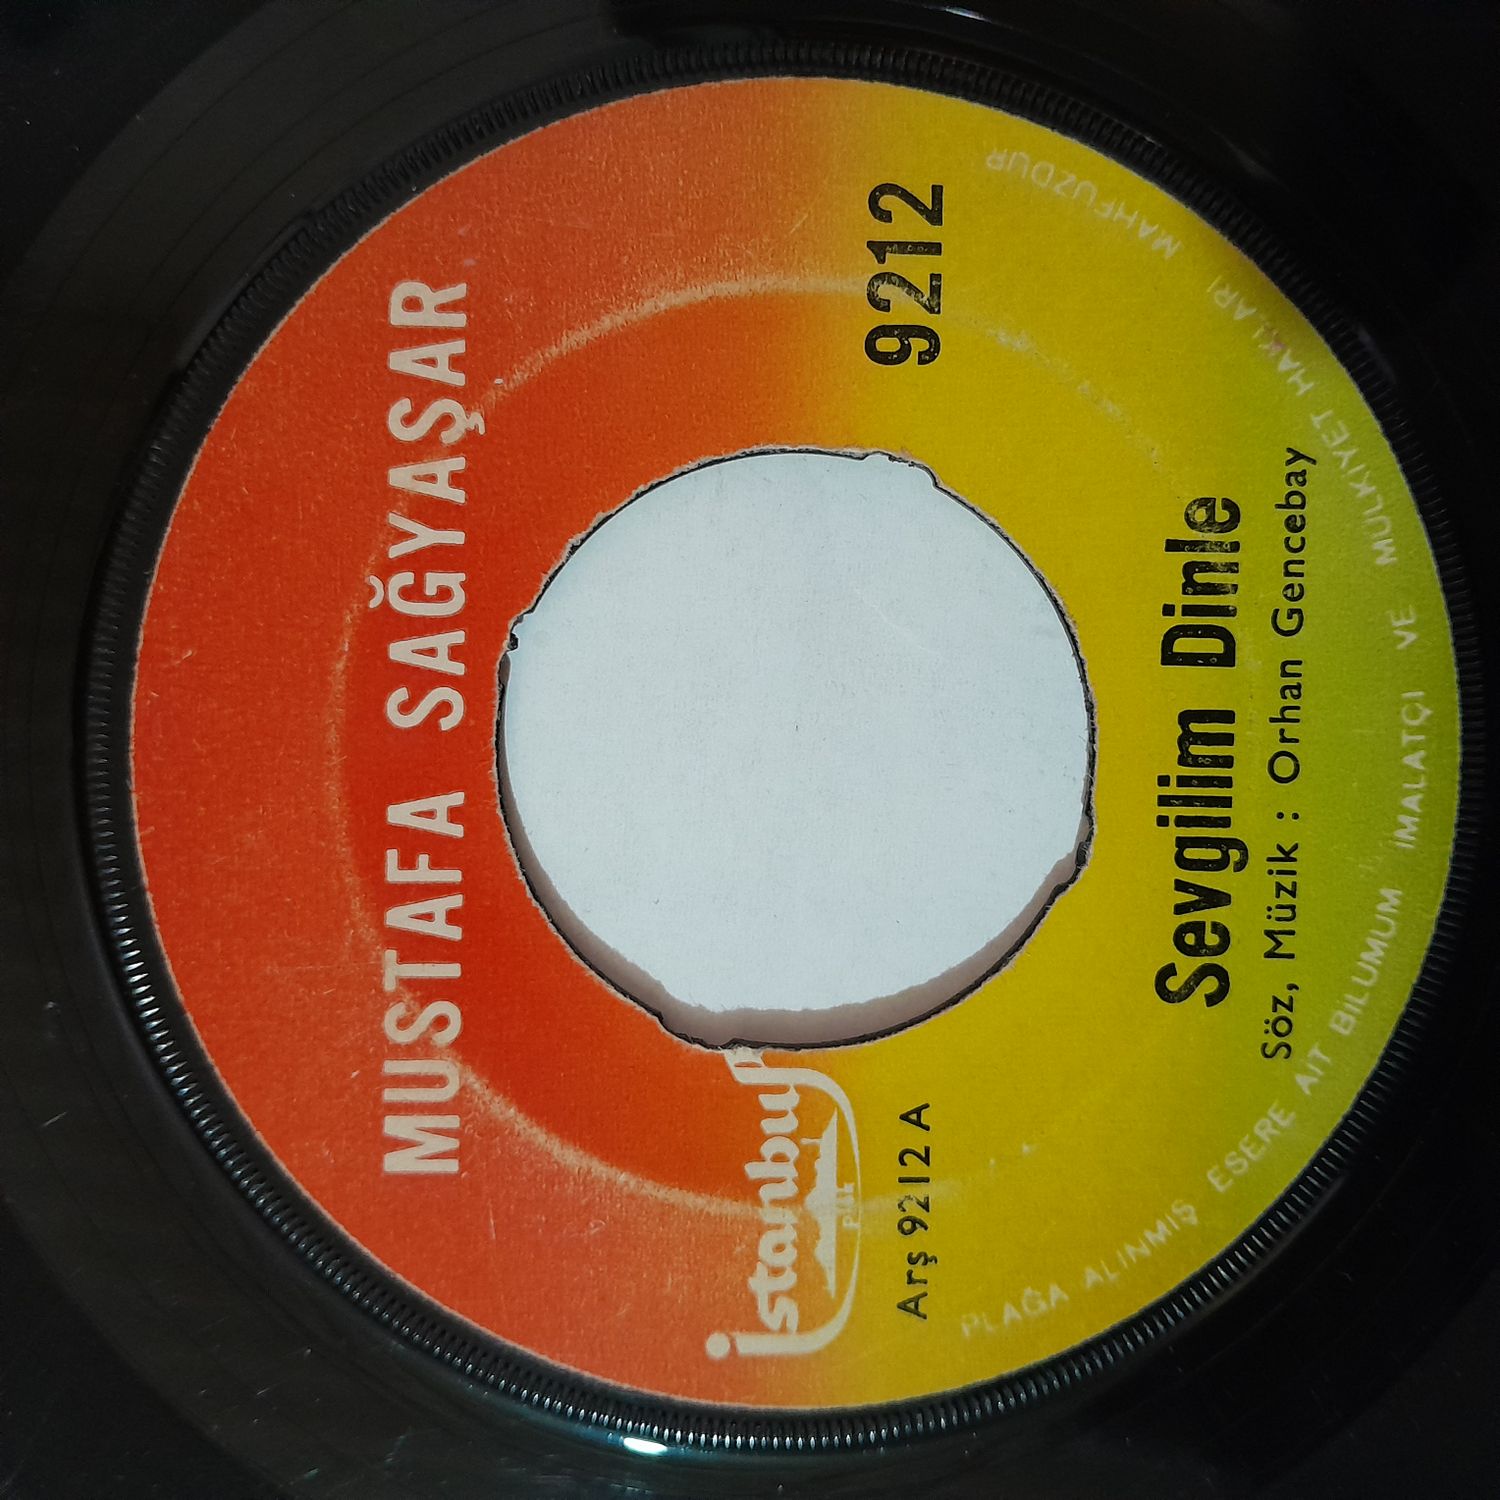 MUSTAFA SAĞYAŞAR
İstanbul
PLAK
9212
Arş 9212 A
Sevgilim Dinle
Söz, Müzik : Orhan Gencebay
PLAĞA ALINMIŞ ESERE AİT BİLUMUM İMALATÇI VE MÜLKİYET HAKLARI MAHFUZDUR